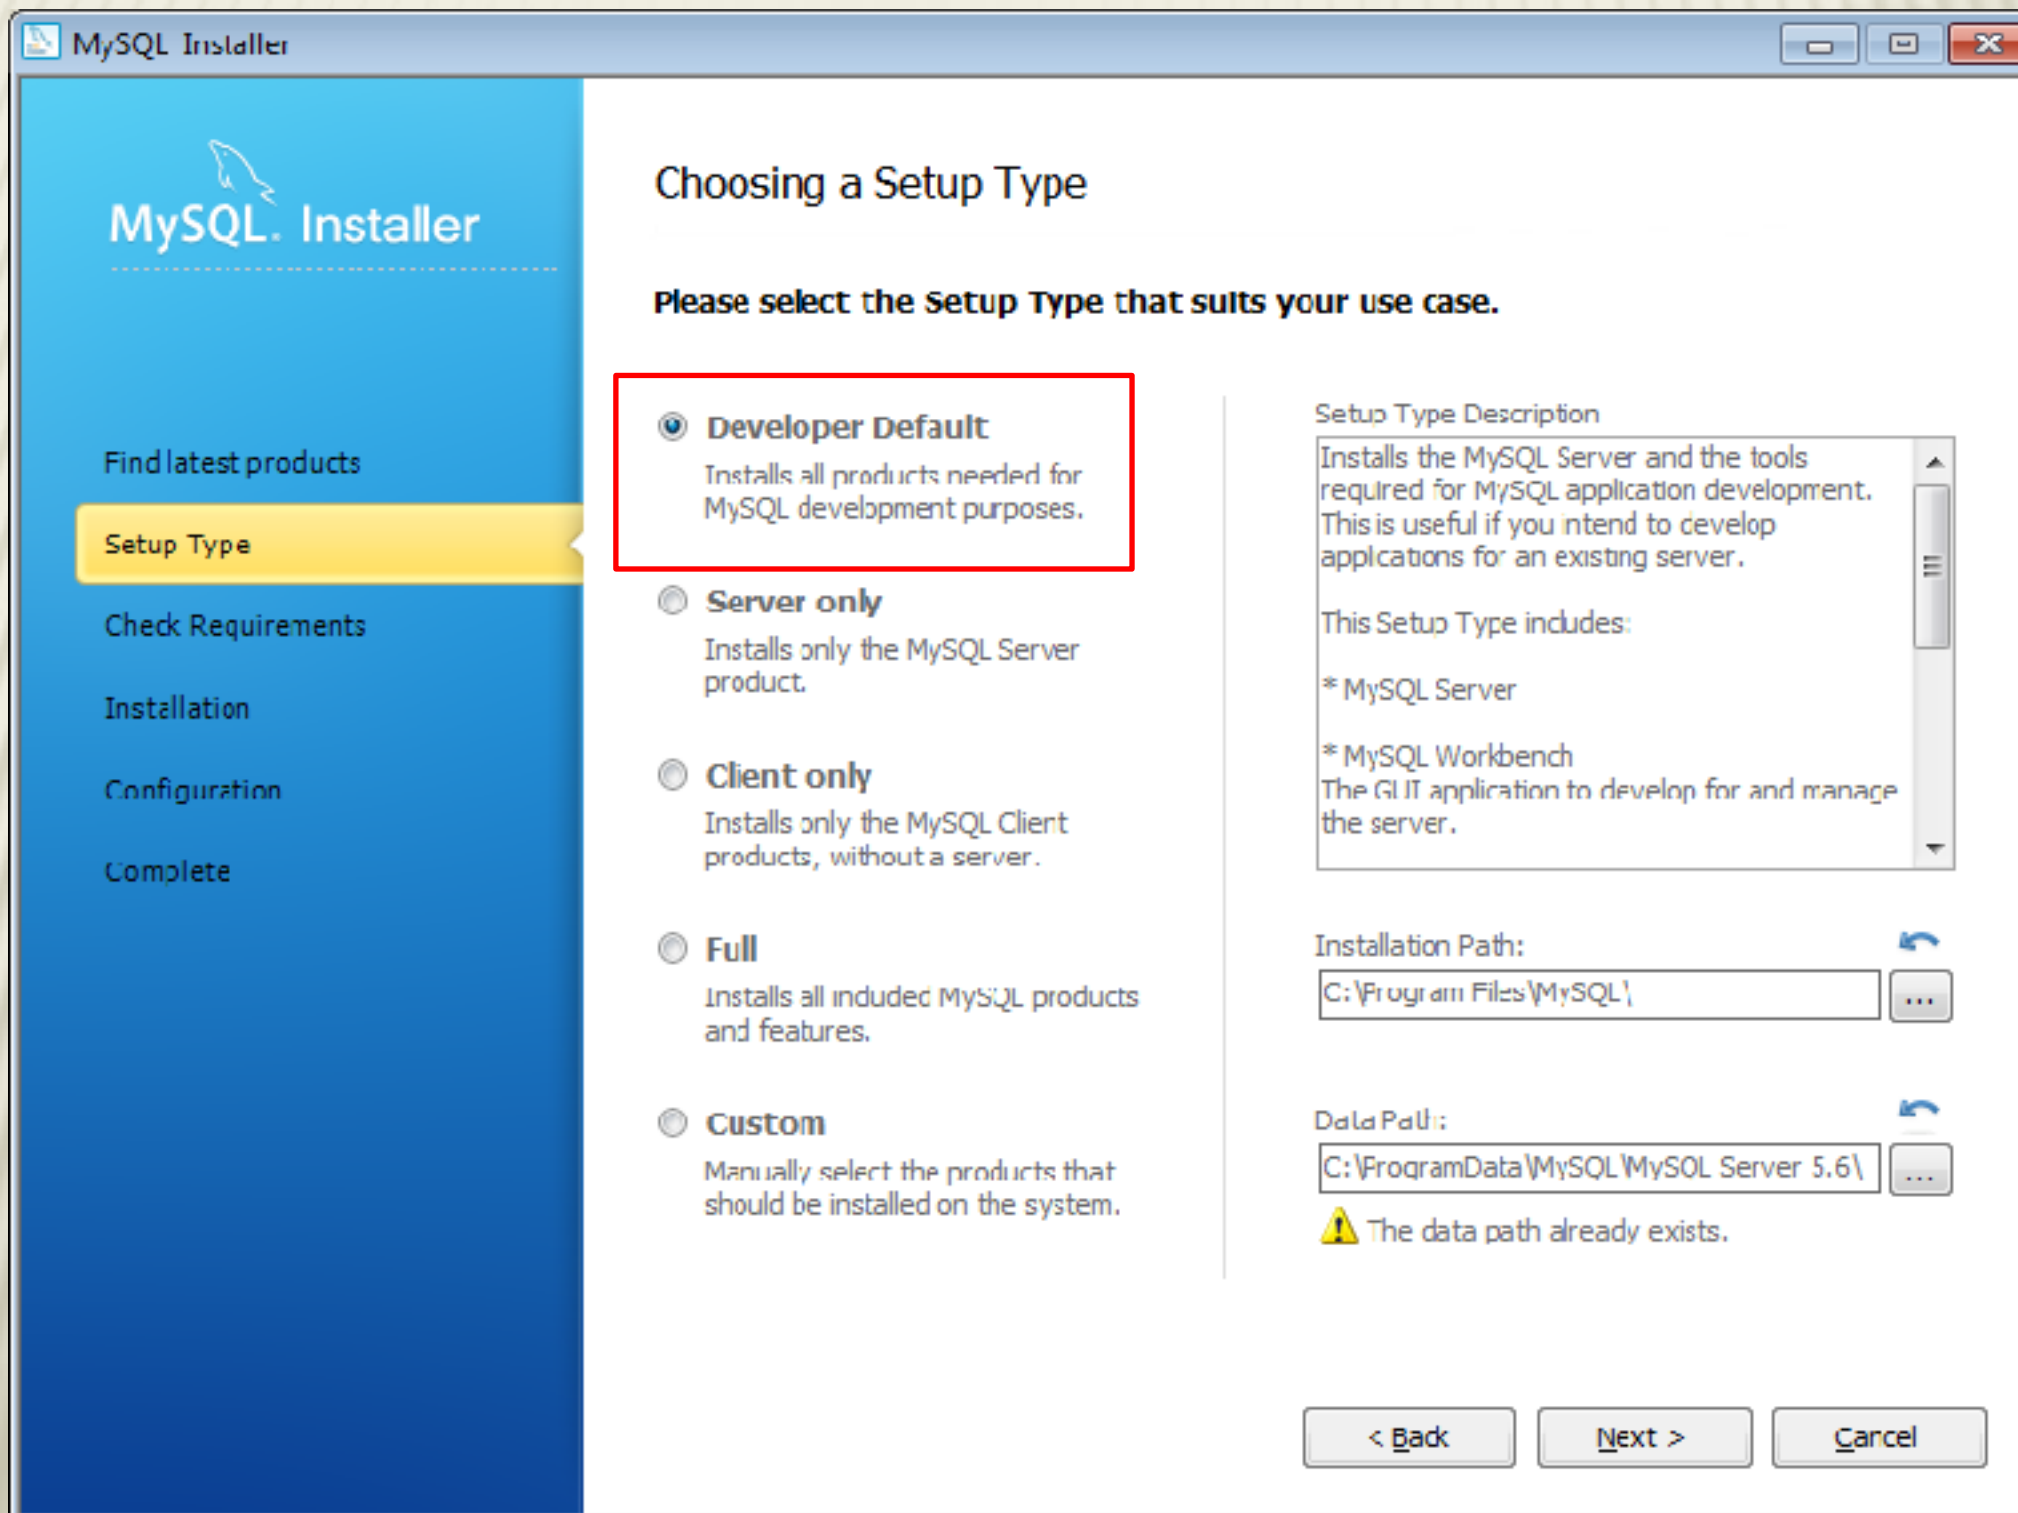 MySQL Installer
MySQL. Installer
Find latest products
Setup Type
Check Requirements
Installation
Configuration
Complete
Choosing a Setup Type
Please select the Setup Type that suits your use case.
Developer Default
Installs all products needed for
MySQL development purposes.
Server only
Installs only the MySQL Server
product.
Client only
Installs only the MySQL Client
products, without a server.
Full
Installs all included MySQL products
and features.
Custom
Manually select the products that
should be installed on the system.
Setup Type Description
Installs the MySQL Server and the tools
required for MySQL application development.
This is useful if you intend to develop
applications for an existing server.
This Setup Type includes:
* MySQL Server
* MySQL Workbench
The GUI application to develop for and manage
the server.
Installation Path:
C:\Program Files\MySQL\
...
Data Path:
C:\ProgramData\MySQL\MySQL Server 5.6\
...
The data path already exists.
< Back
Next >
Cancel